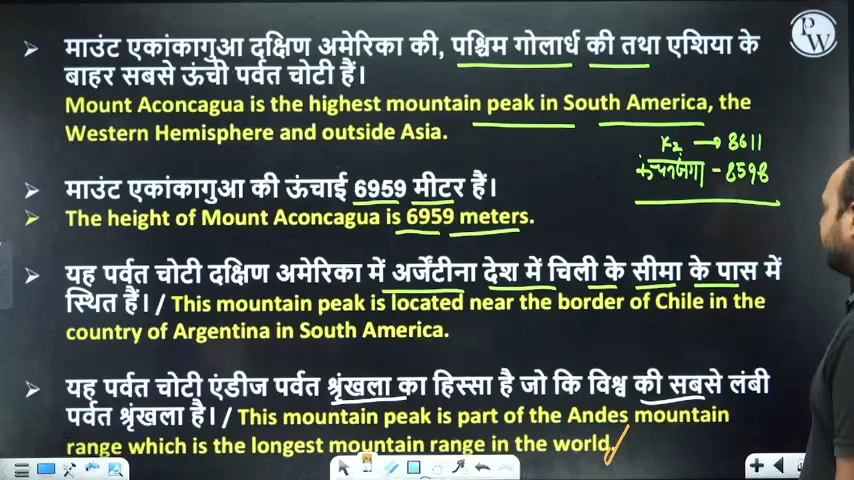 माउंट एकांकागुआ दक्षिण अमेरिका की, पश्चिम गोलार्ध की तथा एशिया के
बाहर सबसे ऊंची पर्वत चोटी हैं।
Mount Aconcagua is the highest mountain peak in South America, the
Western Hemisphere and outside Asia.
K2 → 8611
कंचनजंगा - 8598
माउंट एकांकागुआ की ऊंचाई 6959 मीटर हैं।
The height of Mount Aconcagua is 6959 meters.
यह पर्वत चोटी दक्षिण अमेरिका में अर्जेंटीना देश में चिली के सीमा के पास में
स्थित हैं। / This mountain peak is located near the border of Chile in the
country of Argentina in South America.
यह पर्वत चोटी एंडीज पर्वत श्रृंखला का हिस्सा है जो कि विश्व की सबसे लंबी
पर्वत श्रृंखला है। / This mountain peak is part of the Andes mountain
range which is the longest mountain range in the world.
PW